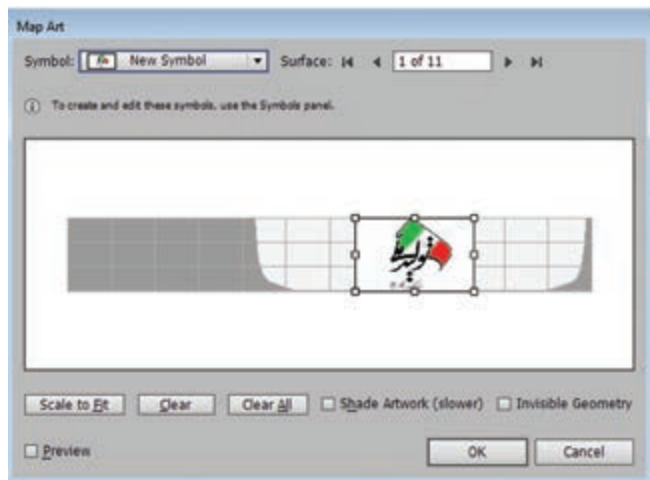 Map Art
Symbol: New Symbol Surface: 1 of 11
To create and edit these symbols, use the Symbols panel.
تولید
Scale to Fit Clear Clear All Shade Artwork (slower) Invisible Geometry
Preview OK Cancel